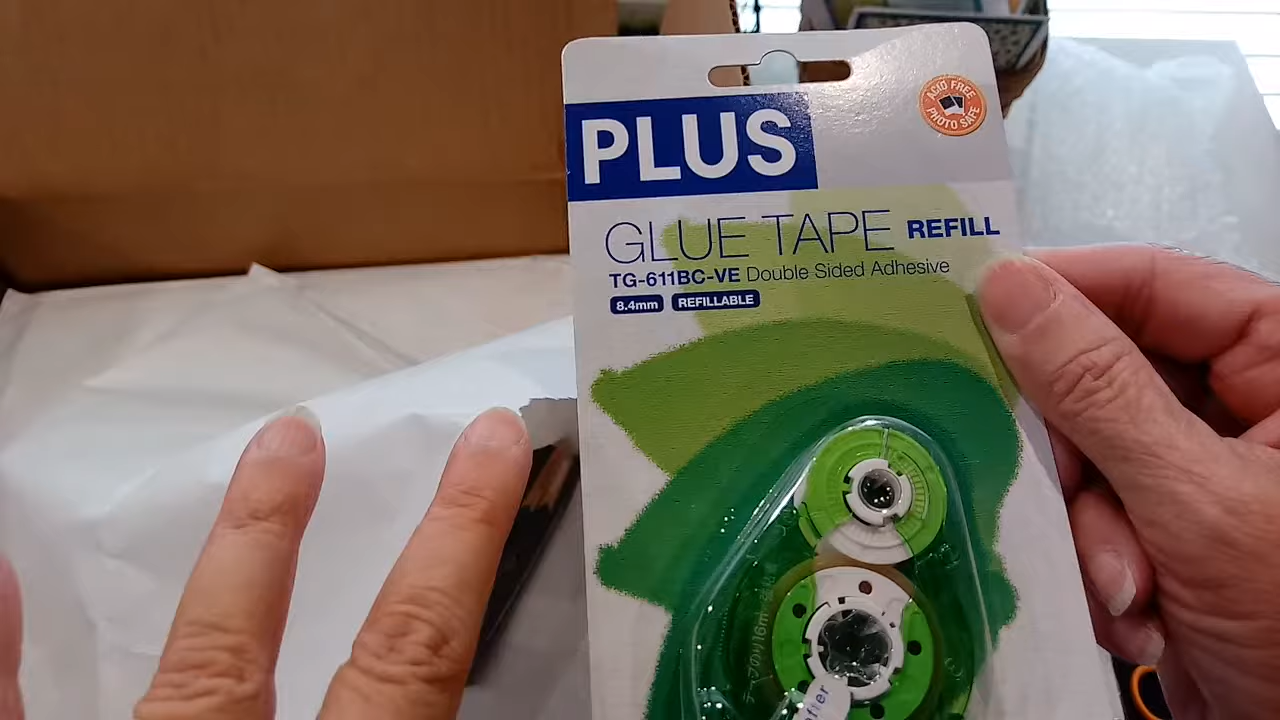 PLUS
ACID FREE
PHOTO SAFE
GLUE TAPE REFILL
TG-611BC-VE Double Sided Adhesive
8.4mm REFILLABLE